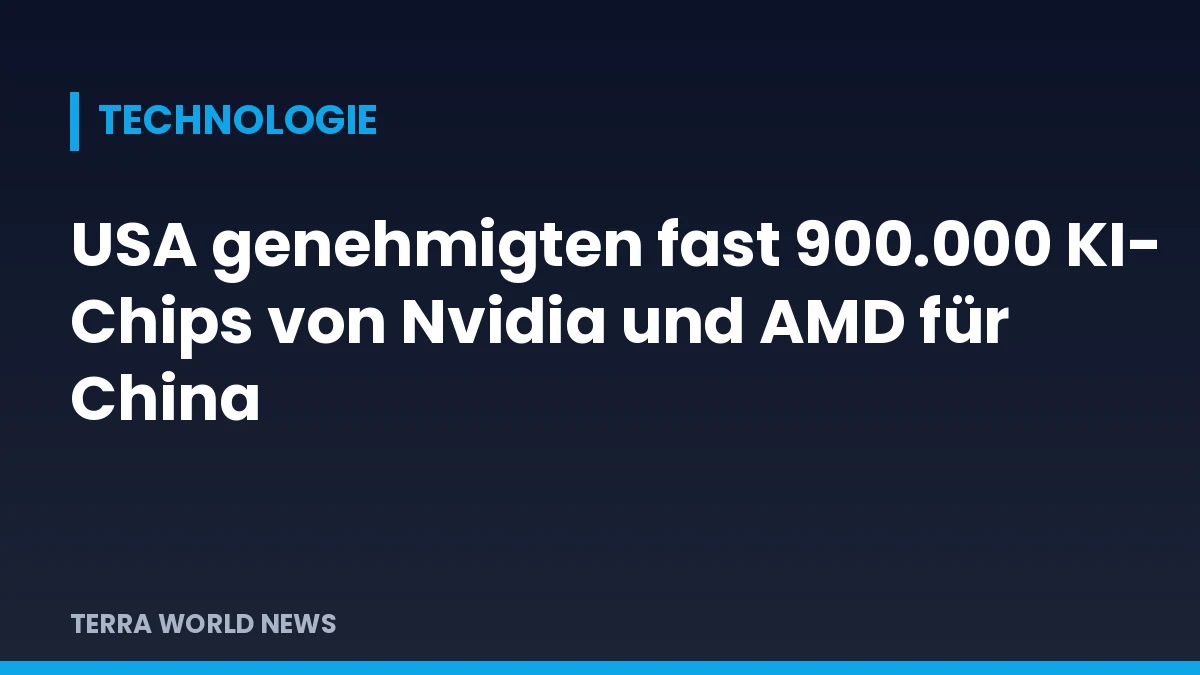 TECHNOLOGIE
USA genehmigten fast 900.000 KI-
Chips von Nvidia und AMD für
China
TERRA WORLD NEWS